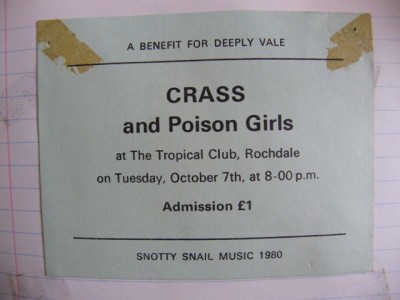 A BENEFIT FOR DEEPLY VALE
CRASS
and Poison Girls
at The Tropical Club, Rochdale
on Tuesday, October 7th, at 8-00 p.m.
Admission £1
SNOTTY SNAIL MUSIC 1980